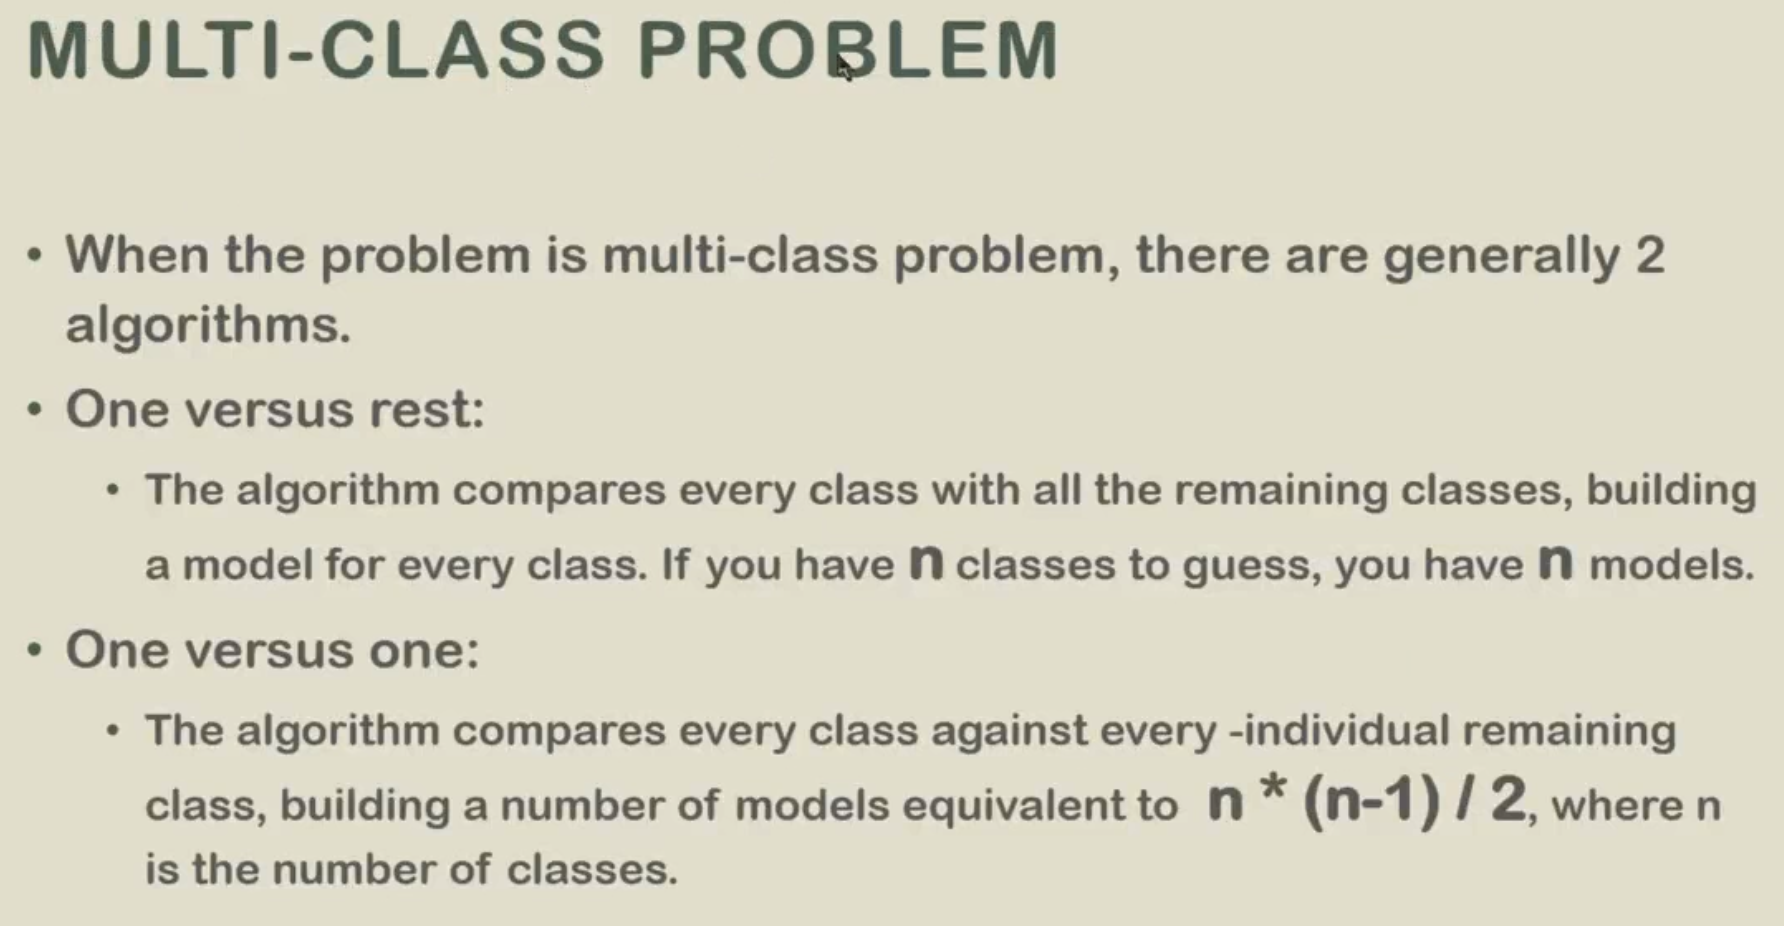 MULTI-CLASS PROBLEM
• When the problem is multi-class problem, there are generally 2
algorithms.
• One versus rest:
• The algorithm compares every class with all the remaining classes, building
a model for every class. If you have n classes to guess, you have n models.
• One versus one:
• The algorithm compares every class against every -individual remaining
class, building a number of models equivalent to n * (n-1) / 2, where n
is the number of classes.